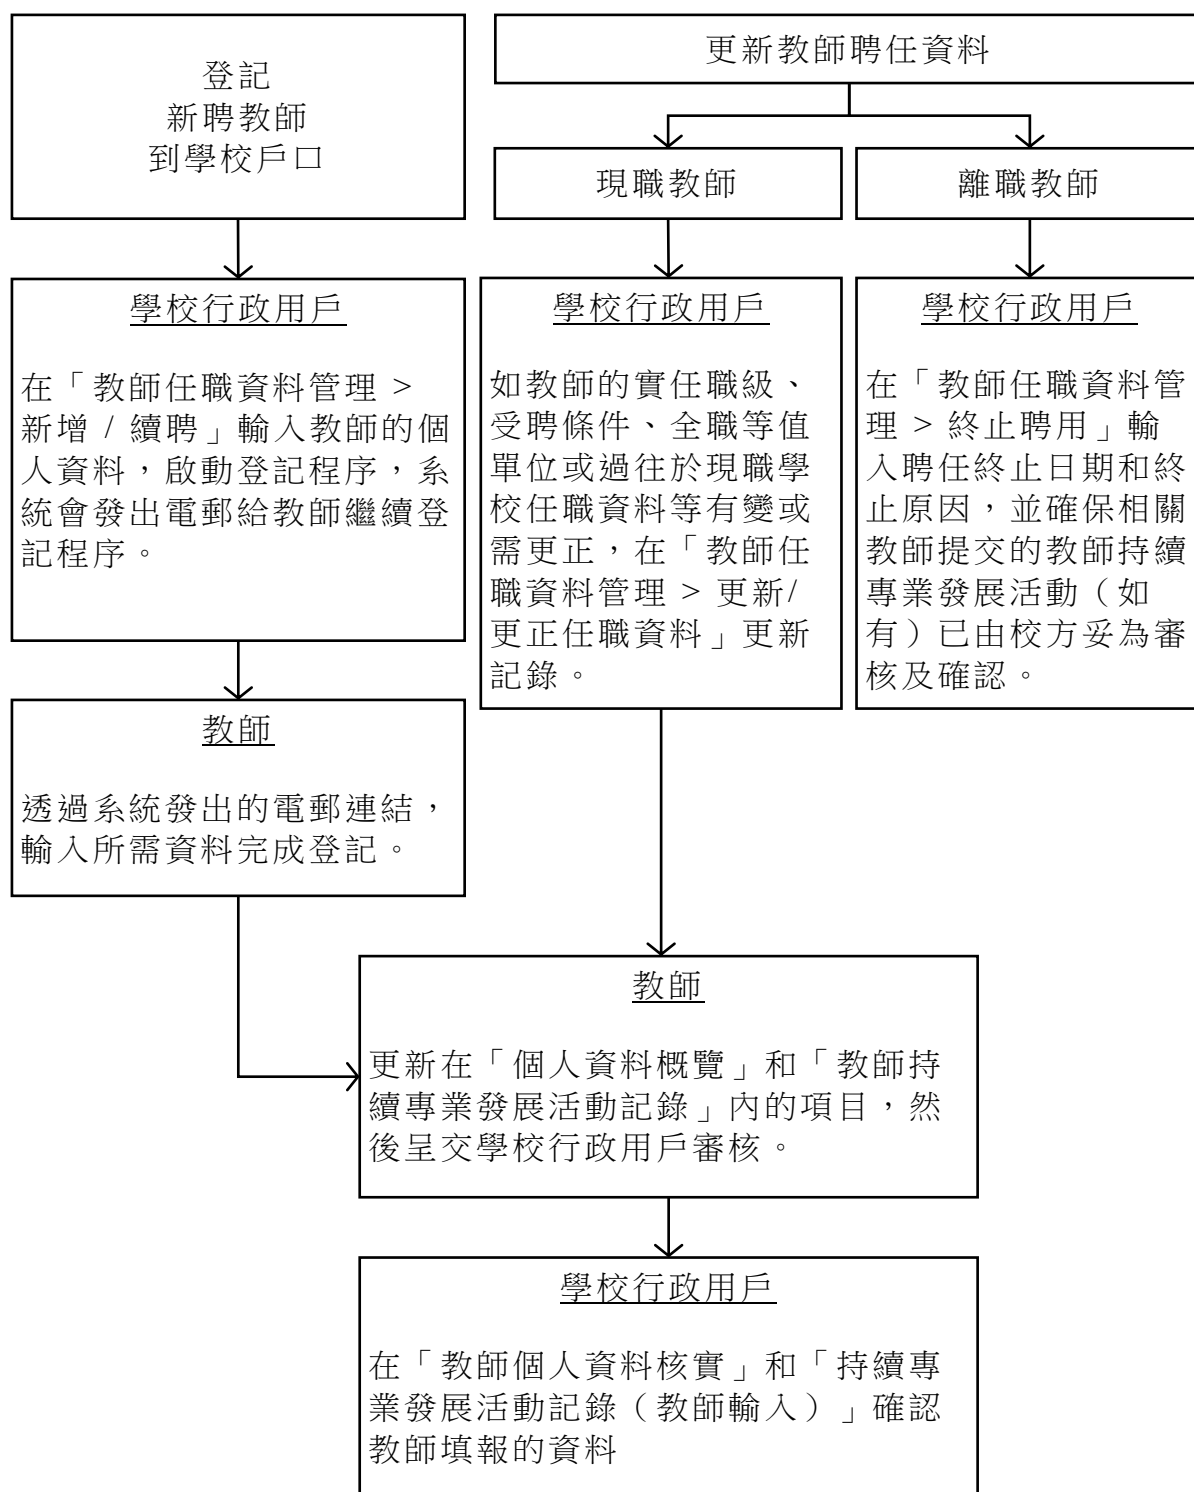 登記
新聘教師
到學校戶口
更新教師聘任資料
現職教師
離職教師
學校行政用戶
在「教師任職資料管理 >
新增 / 續聘」輸入教師的個
人資料，啟動登記程序，系
統會發出電郵給教師繼續登
記程序。
學校行政用戶
如教師的實任職級、
受聘條件、全職等值
單位或過往於現職學
校任職資料等有變或
需更正，在「教師任
職資料管理 > 更新/
更正任職資料」更新
記錄。
學校行政用戶
在「教師任職資料管
理 > 終止聘用」輸
入聘任終止日期和終
止原因，並確保相關
教師提交的教師持續
專業發展活動（如
有）已由校方妥為審
核及確認。
教師
透過系統發出的電郵連結，
輸入所需資料完成登記。
教師
更新在「個人資料概覽」和「教師持
續專業發展活動記錄」內的項目，然
後呈交學校行政用戶審核。
學校行政用戶
在「教師個人資料核實」和「持續專
業發展活動記錄（教師輸入）」確認
教師填報的資料